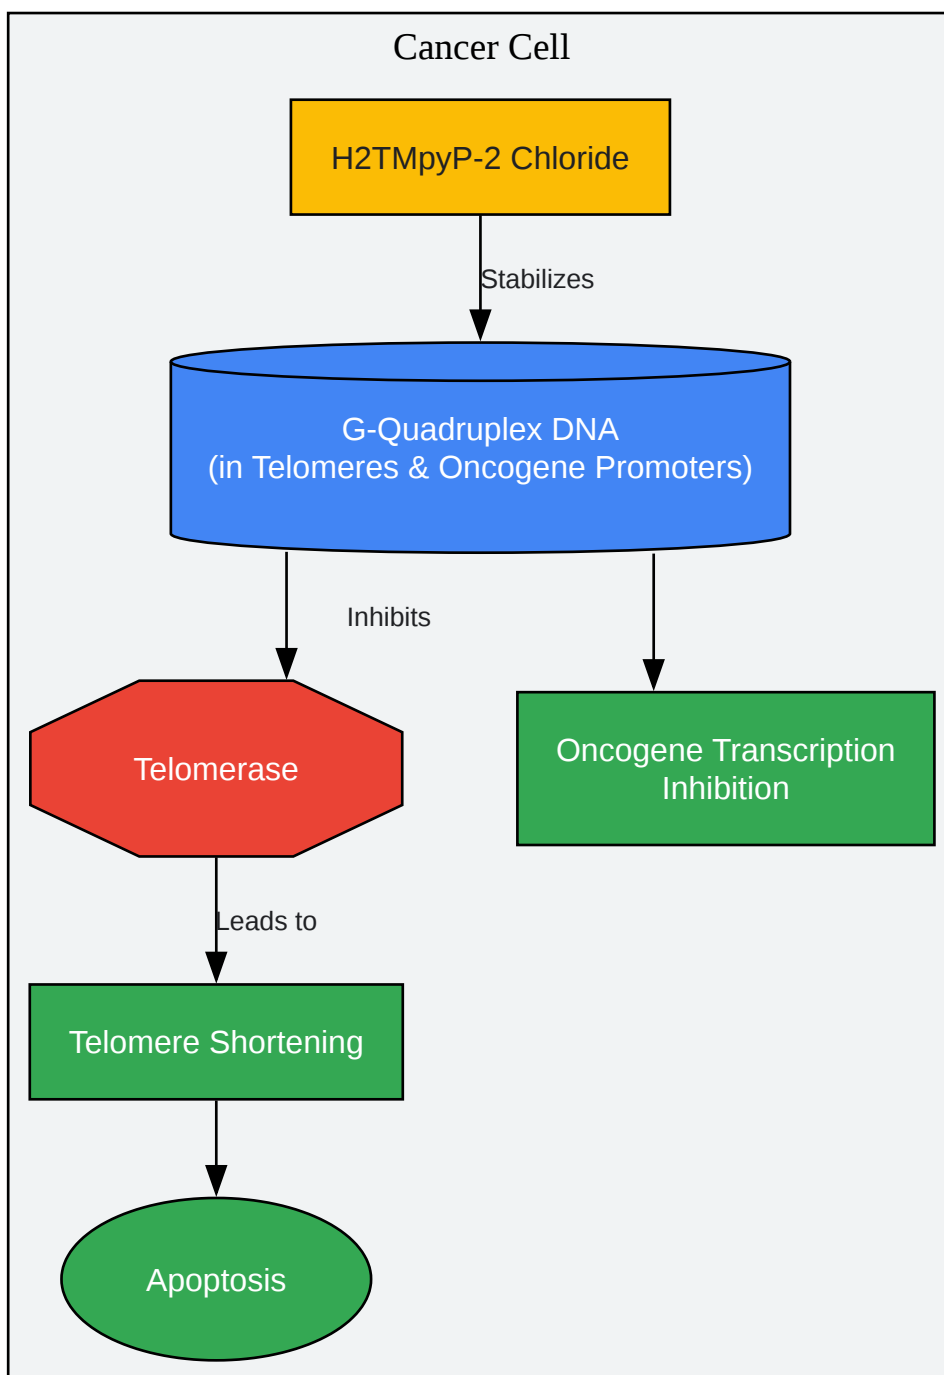 Cancer Cell
H2TMpyP-2 Chloride
Stabilizes
G-Quadruplex DNA
(in Telomeres & Oncogene Promoters)
Inhibits
Telomerase
Oncogene Transcription
Inhibition
Leads to
Telomere Shortening
Apoptosis